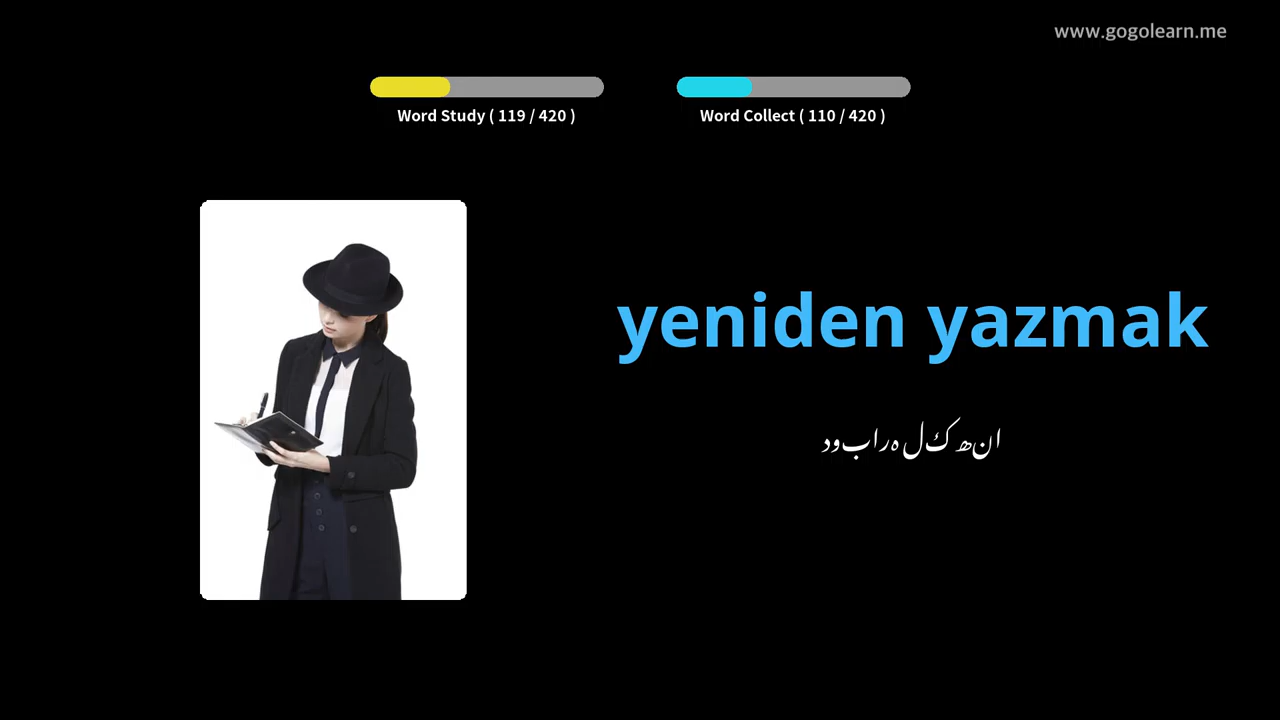 www.gogolearn.me
Word Study ( 119 / 420 )
Word Collect ( 110 / 420 )
yeniden yazmak
دوبارہ لکھنا